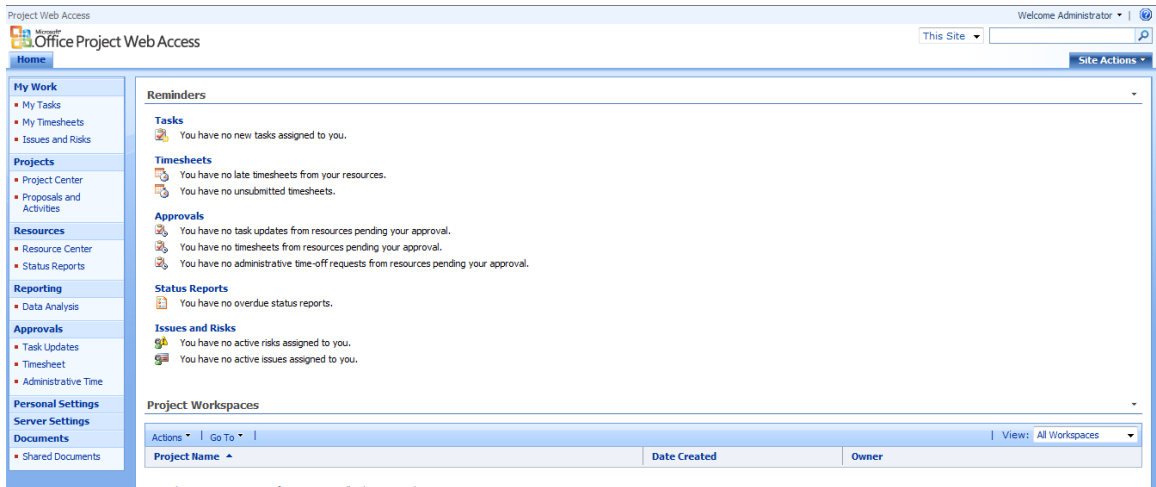 Project Web Access
Welcome Administrator
Microsoft
Office Project Web Access
This Site
Home
Site Actions
My Work
My Tasks
My Timesheets
Issues and Risks
Projects
Project Center
Proposals and
Activities
Resources
Resource Center
Status Reports
Reporting
Data Analysis
Approvals
Task Updates
Timesheet
Administrative Time
Personal Settings
Server Settings
Documents
Shared Documents
Reminders
Tasks
You have no new tasks assigned to you.
Timesheets
You have no late timesheets from your resources.
You have no unsubmitted timesheets.
Approvals
You have no task updates from resources pending your approval.
You have no timesheets from resources pending your approval.
You have no administrative time-off requests from resources pending your approval.
Status Reports
You have no overdue status reports.
Issues and Risks
You have no active risks assigned to you.
You have no active issues assigned to you.
Project Workspaces
Actions | Go To | | View: All Workspaces
Project Name Date Created Owner